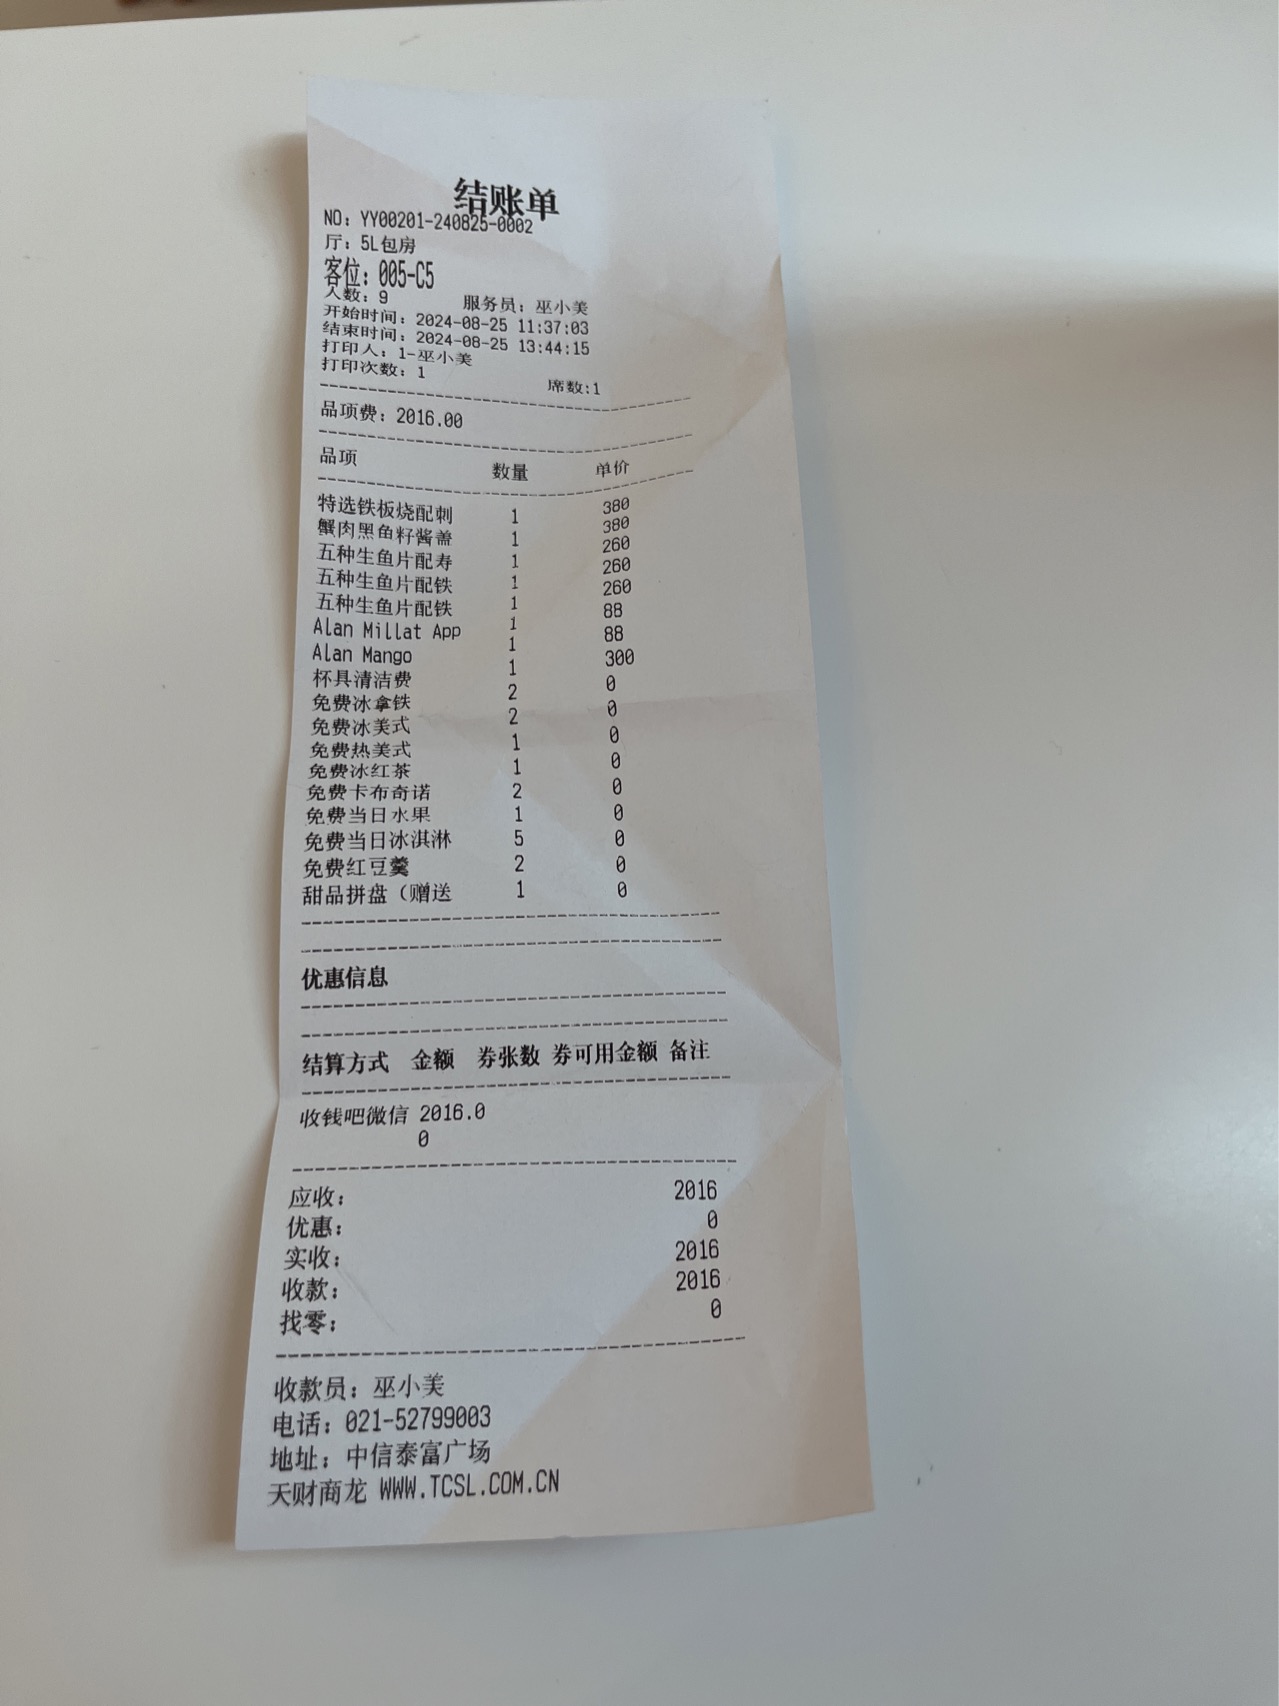 结账单
NO: YY00201-240825-0002
厅: 5L包房
客位: 005-C5
人数: 9 服务员: 巫小美
开始时间: 2024-08-25 11:37:03
结束时间: 2024-08-25 13:44:15
打印人: 1-巫小美
打印次数: 1 席数:1
品项费: 2016.00
品项 数量 单价
特选铁板烧配刺 1 380
蟹肉黑鱼籽酱盖 1 380
五种生鱼片配寿 1 260
五种生鱼片配铁 1 260
五种生鱼片配铁 1 260
Alan Millat App 1 88
Alan Mango 1 88
杯具清洁费 1 300
免费冰拿铁 2 0
免费冰美式 2 0
免费热美式 1 0
免费冰红茶 1 0
免费卡布奇诺 2 0
免费当日水果 1 0
免费当日冰淇淋 5 0
免费红豆羹 2 0
甜品拼盘（赠送 1 0
优惠信息
结算方式 金额 券张数 券可用金额 备注
收钱吧微信 2016.0
0
应收: 2016
优惠: 0
实收: 2016
收款: 2016
找零: 0
收款员: 巫小美
电话: 021-52799003
地址: 中信泰富广场
天财商龙 WWW.TCSL.COM.CN